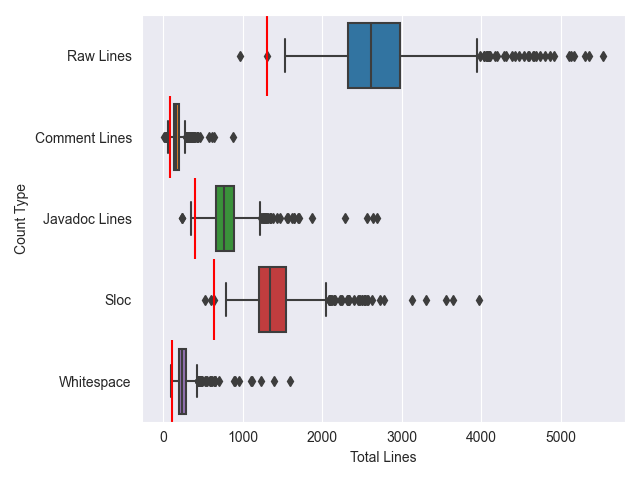 Raw Lines
Comment Lines
Javadoc Lines
Sloc
Whitespace
Count Type
0 1000 2000 3000 4000 5000
Total Lines